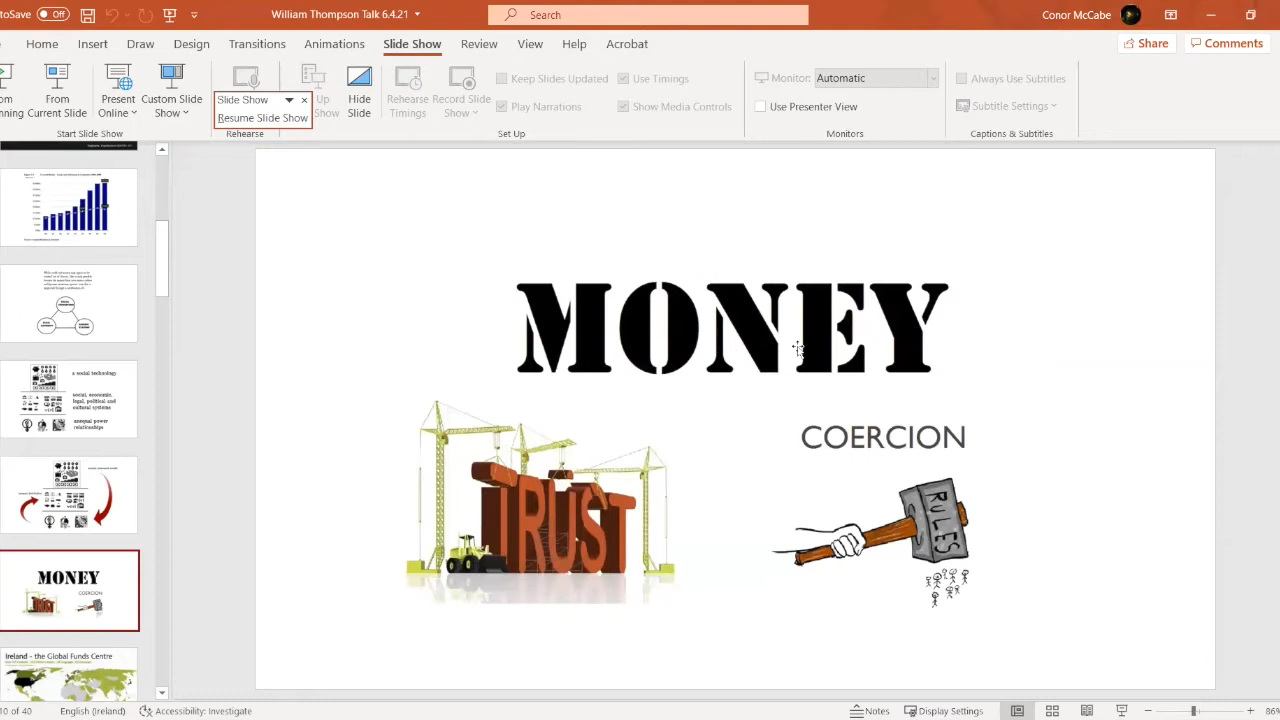 toSave Off
William Thompson Talk 6.4.21
Search
Conor McCabe
Home Insert Draw Design Transitions Animations Slide Show Review View Help Acrobat
Share Comments
From
Current Slide
Present
Online
Custom Slide
Show
Slide Show
Resume Slide Show
Rehearse
Up
Show
Hide
Slide
Rehearse
Timings
Record Slide
Show
Keep Slides Updated
Use Timings
Play Narrations
Show Media Controls
Monitor: Automatic
Use Presenter View
Always Use Subtitles
Subtitle Settings
Start Slide Show
Set Up
Monitors
Captions & Subtitles
a social technology
social, economic,
legal, political and
cultural systems
unequal power
relationships
MONEY
TRUST
COERCION
Ireland - the Global Funds Centre
MONEY
TRUST
COERCION
RULES
10 of 40
English (Ireland)
Accessibility: Investigate
Notes
Display Settings